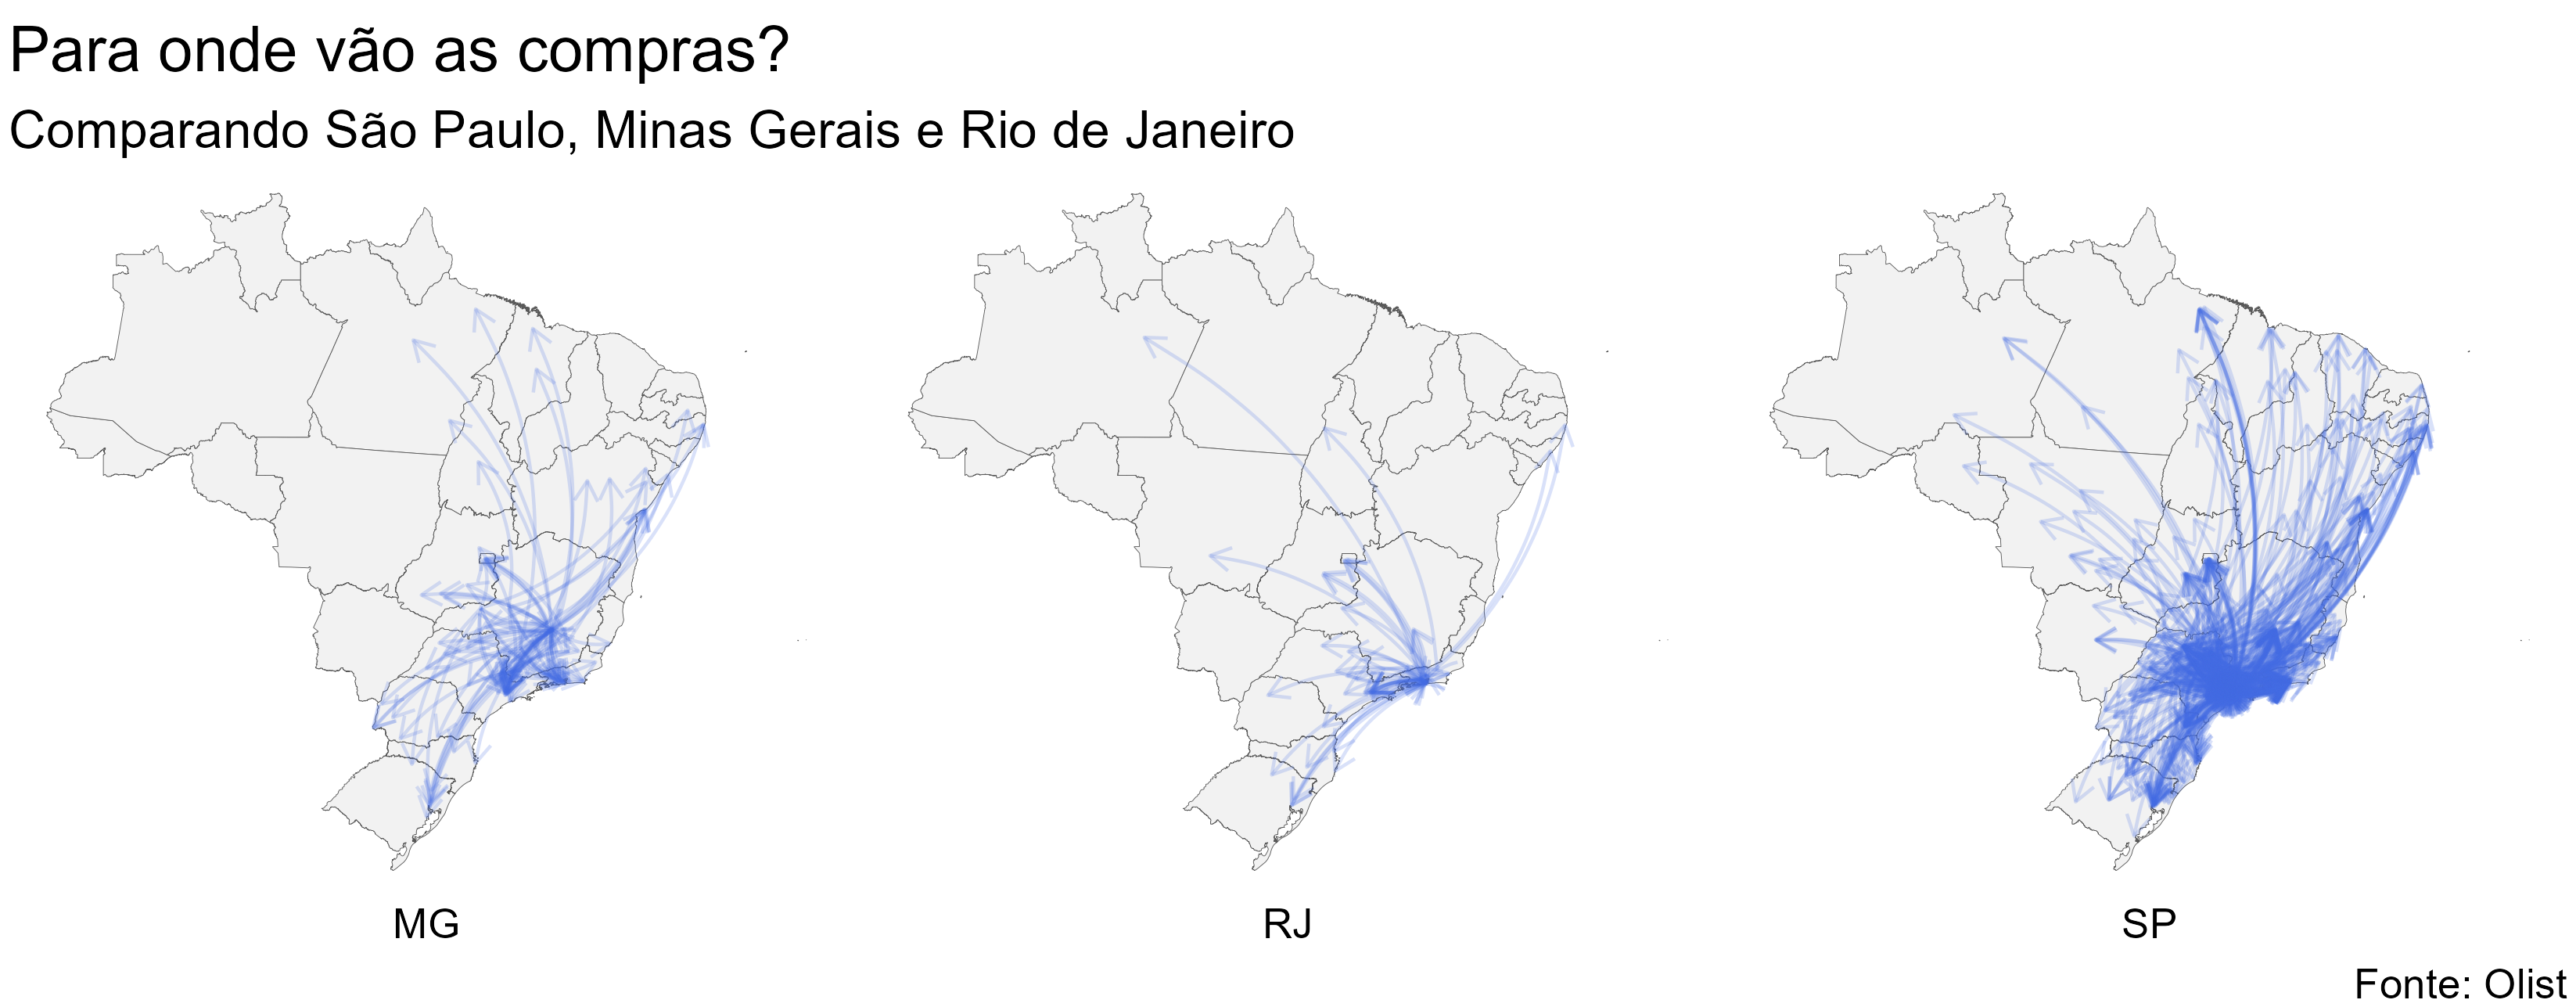 Para onde vão as compras?
Comparando São Paulo, Minas Gerais e Rio de Janeiro
MG
RJ
SP
Fonte: Olist